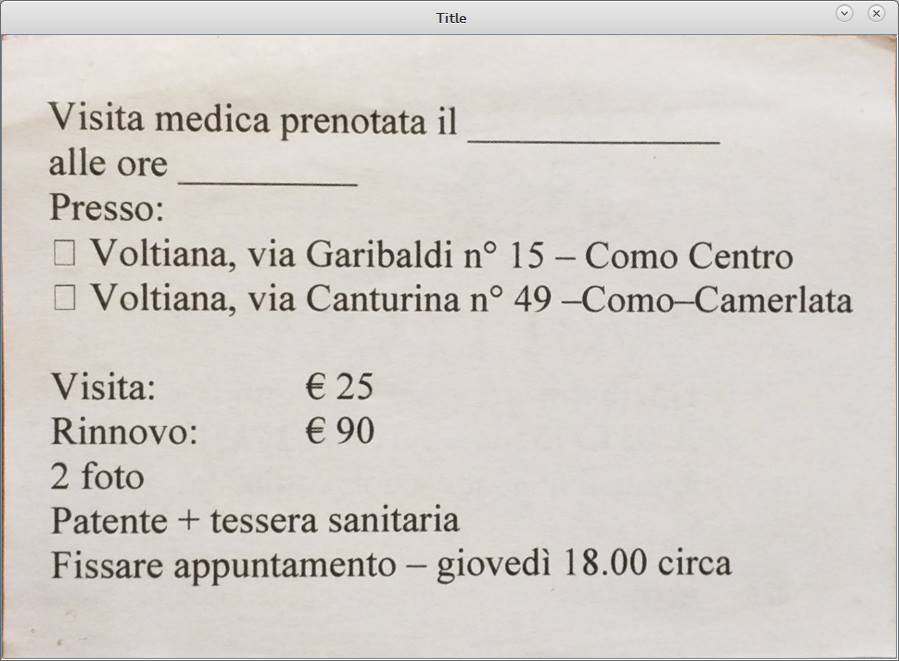 Title
Visita medica prenotata il ______________
alle ore __________
Presso:
□ Voltiana, via Garibaldi n° 15 – Como Centro
□ Voltiana, via Canturina n° 49 –Como–Camerlata
Visita: € 25
Rinnovo: € 90
2 foto
Patente + tessera sanitaria
Fissare appuntamento – giovedì 18.00 circa